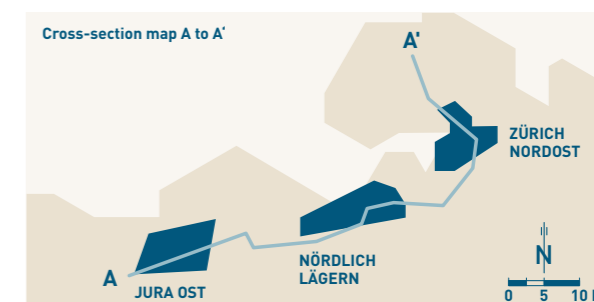 Cross-section map A to A'
A'
ZÜRICH
NORDOST
NÖRDLICH
LÄGERN
A
JURA OST
N
0 5 10